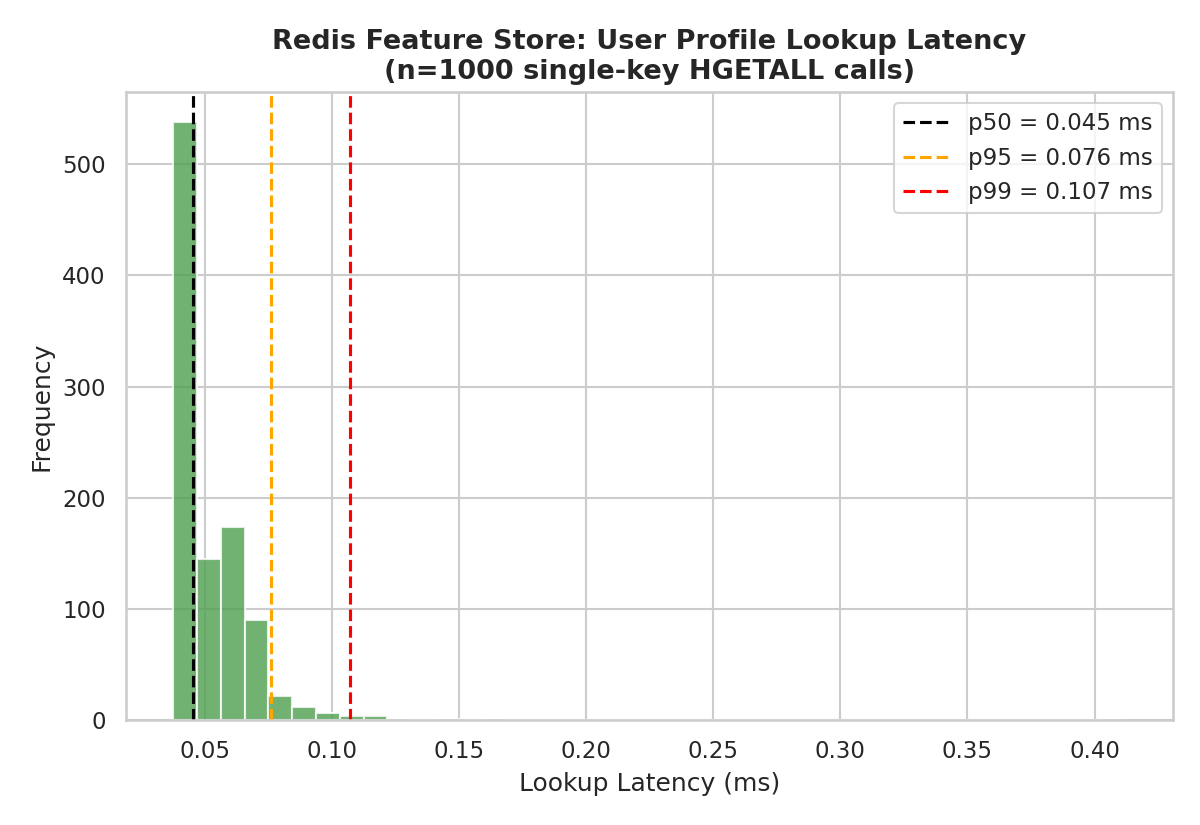 Redis Feature Store: User Profile Lookup Latency
(n=1000 single-key HGETALL calls)
p50 = 0.045 ms
p95 = 0.076 ms
p99 = 0.107 ms
Frequency
500
400
300
200
100
0
0.05 0.10 0.15 0.20 0.25 0.30 0.35 0.40
Lookup Latency (ms)